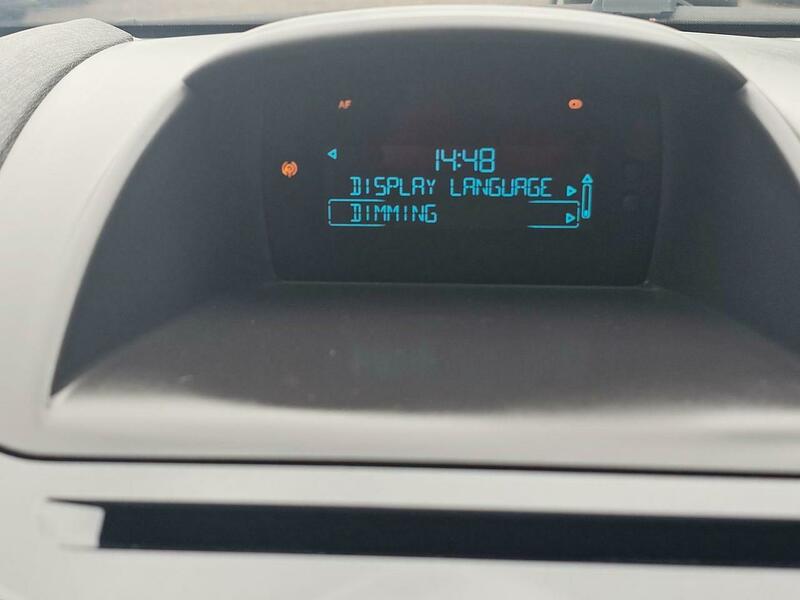 AF
14:48
DISPLAY LANGUAGE
DIMMING